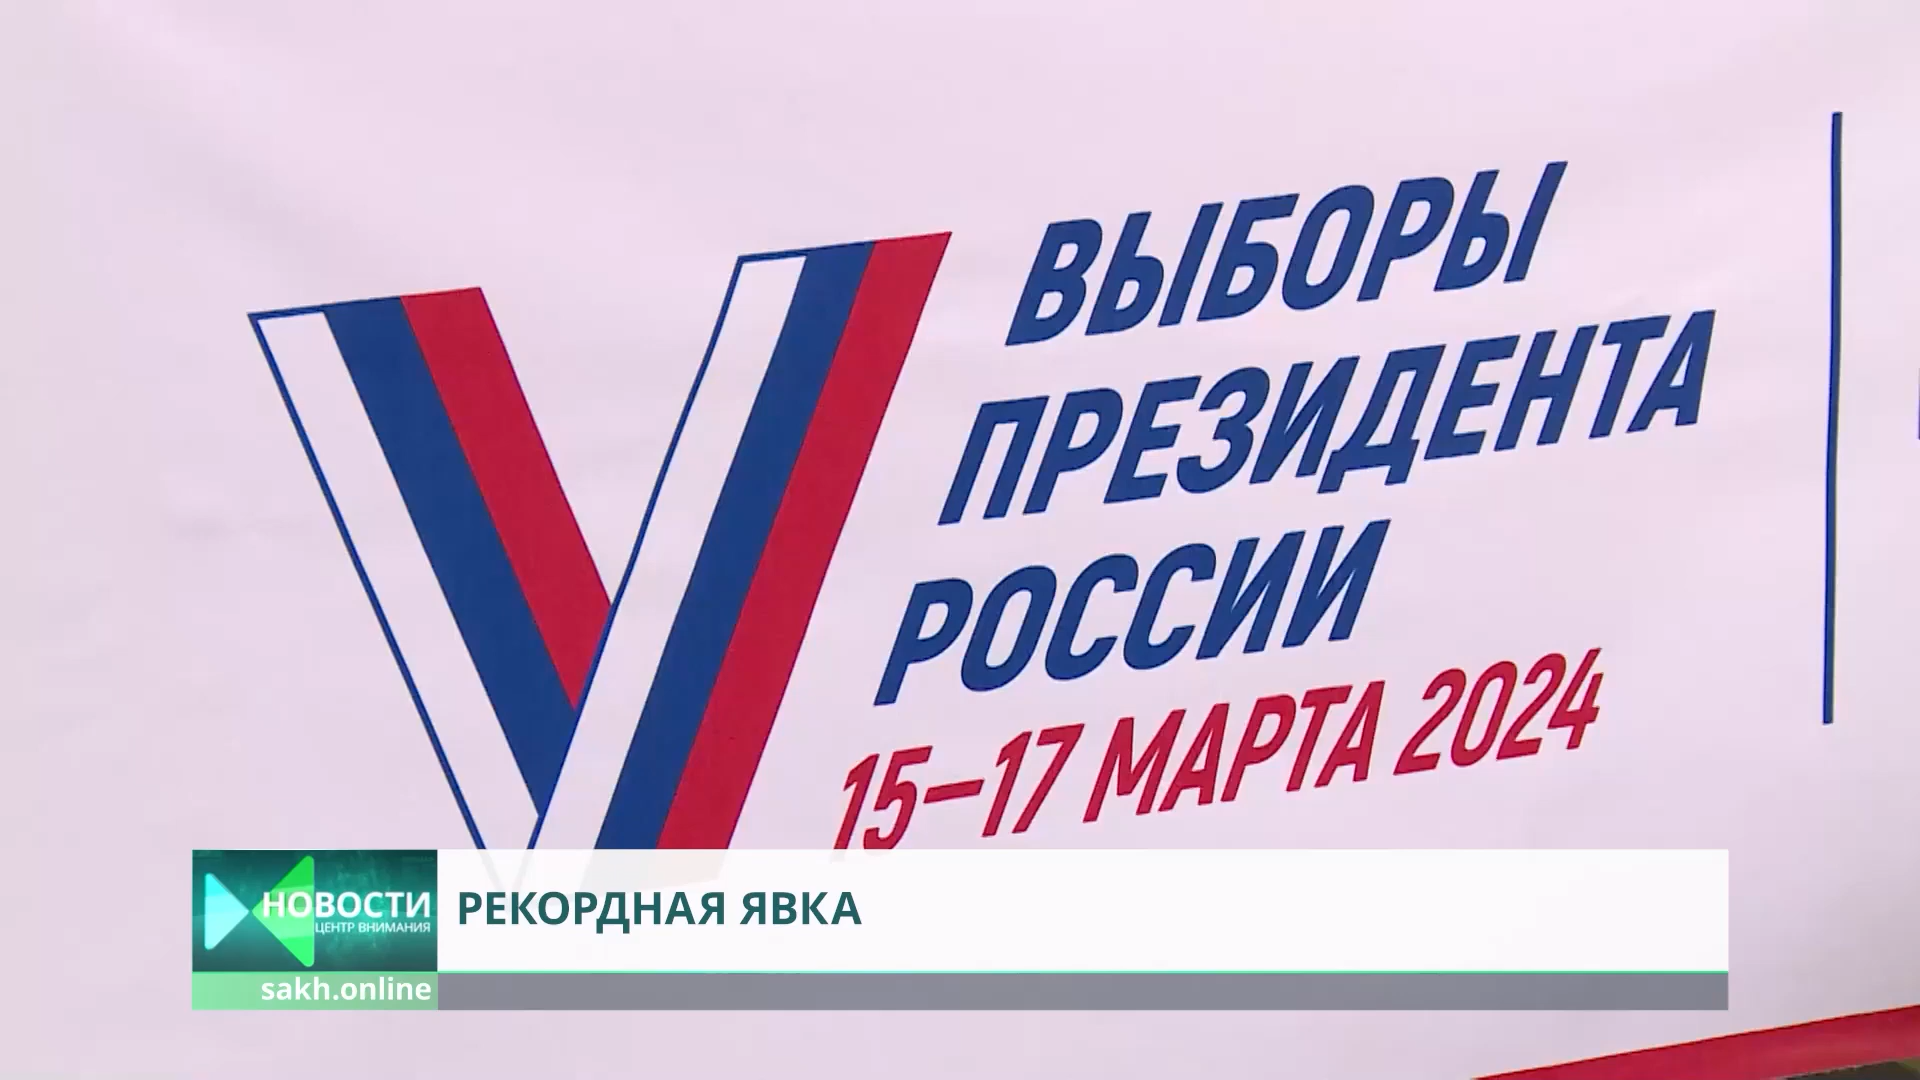 ВЫБОРЫ
ПРЕЗИДЕНТА
РОССИИ
15–17 МАРТА 2024
НОВОСТИ
ЦЕНТР ВНИМАНИЯ
РЕКОРДНАЯ ЯВКА
sakh.online